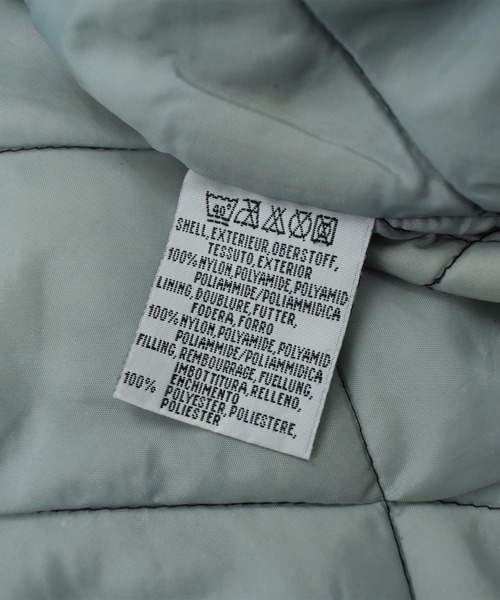 40°
SHELL,EXTERIEUR,OBERSTOFF,
TESSUTO,EXTERIOR
100%NYLON,POLYAMIDE,POLYAMID
POLIAMMIDE/POLIAMMIDICA
LINING,DOUBLURE,FUTTER,
FODERA,FORRO
100%NYLON,POLYAMIDE,POLYAMID
POLIAMMIDE/POLIAMMIDICA
FILLING,REMBOURRAGE,FUELLUNG,
EMBOTTITURA,RELLENO,
ENCHIMENTO
100% POLYESTER,POLIESTERE,
POLIESTER